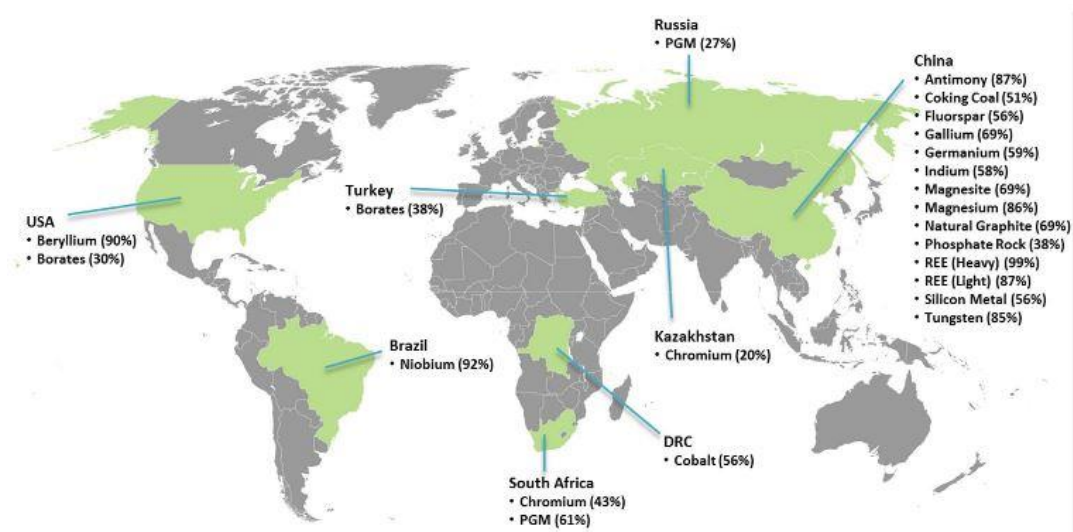 Russia
• PGM (27%)
China
• Antimony (87%)
• Coking Coal (51%)
• Fluorspar (56%)
• Gallium (69%)
• Germanium (59%)
• Indium (58%)
• Magnesite (69%)
• Magnesium (86%)
• Natural Graphite (69%)
• Phosphate Rock (38%)
• REE (Heavy) (99%)
• REE (Light) (87%)
• Silicon Metal (56%)
• Tungsten (85%)
Turkey
• Borates (38%)
USA
• Beryllium (90%)
• Borates (30%)
Kazakhstan
• Chromium (20%)
Brazil
• Niobium (92%)
DRC
• Cobalt (56%)
South Africa
• Chromium (43%)
• PGM (61%)